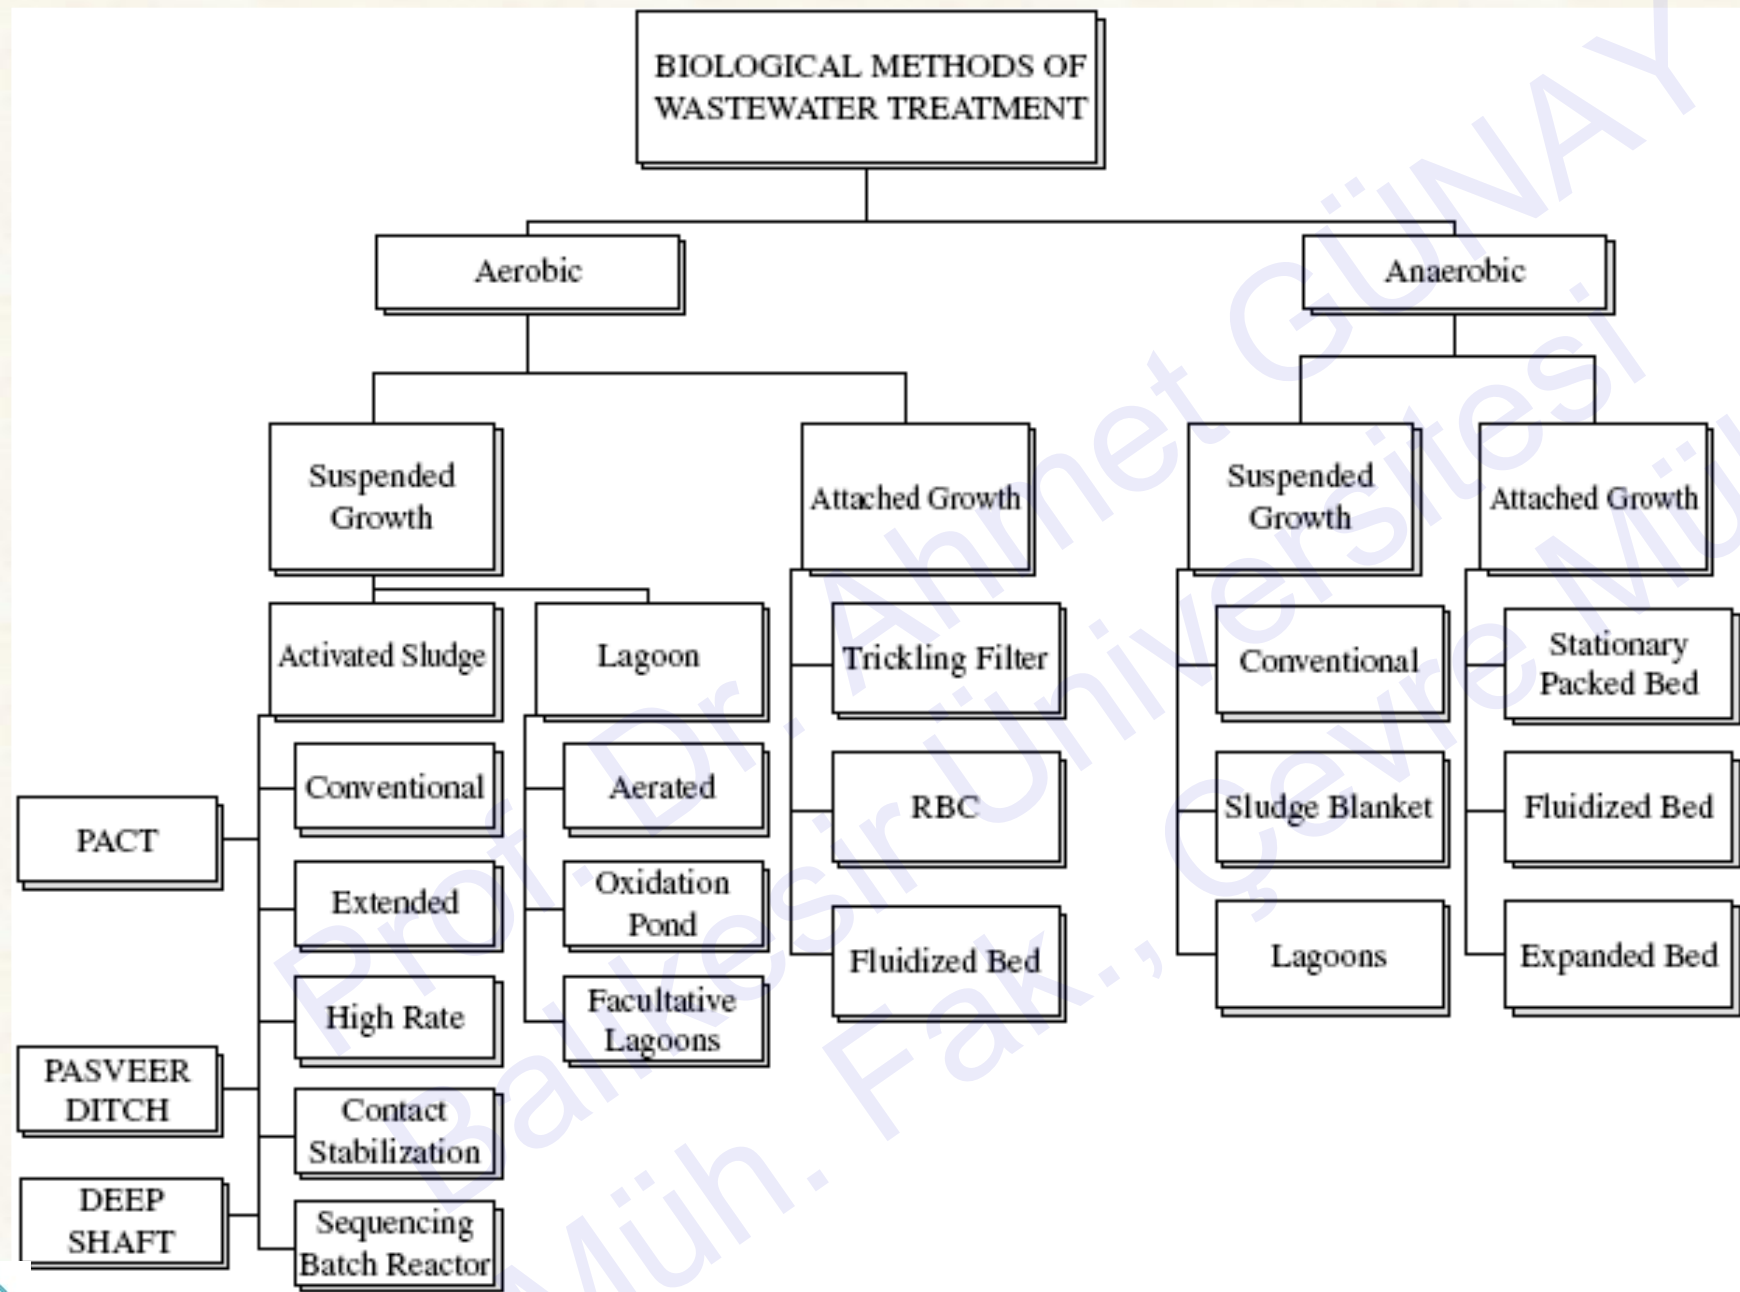 BIOLOGICAL METHODS OF
WASTEWATER TREATMENT
Aerobic
Anaerobic
Suspended
Growth
Attached Growth
Suspended
Growth
Attached Growth
Activated Sludge
Lagoon
Trickling Filter
Conventional
Stationary
Packed Bed
Conventional
Aerated
RBC
Sludge Blanket
Fluidized Bed
PACT
Extended
Oxidation
Pond
Fluidized Bed
Lagoons
Expanded Bed
High Rate
Facultative
Lagoons
PASVEER
DITCH
Contact
Stabilization
DEEP
SHAFT
Sequencing
Batch Reactor
Prof. Dr. Ahmet GÜNAY
Balıkesir Üniversitesi
Müh. Fak., Çevre Mü